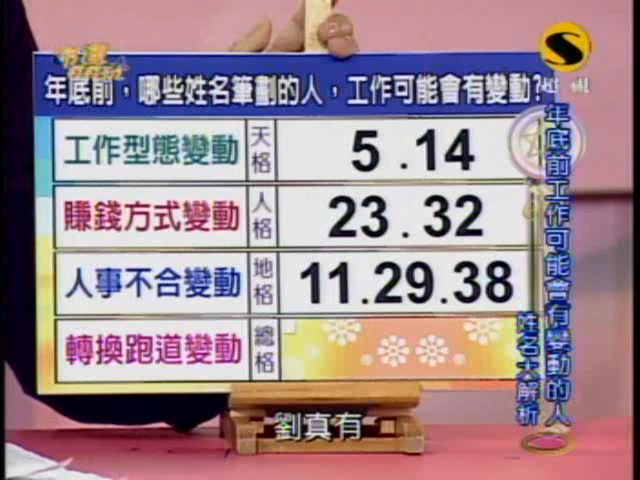 年底前,哪些姓名筆劃的人,工作可能會有變動?
工作型態變動 天格 5.14
賺錢方式變動 人格 23.32
人事不合變動 地格 11.29.38
轉換跑道變動 總格
劉真有
S
超視
年底前工作可能會有變動的人
姓名大解析